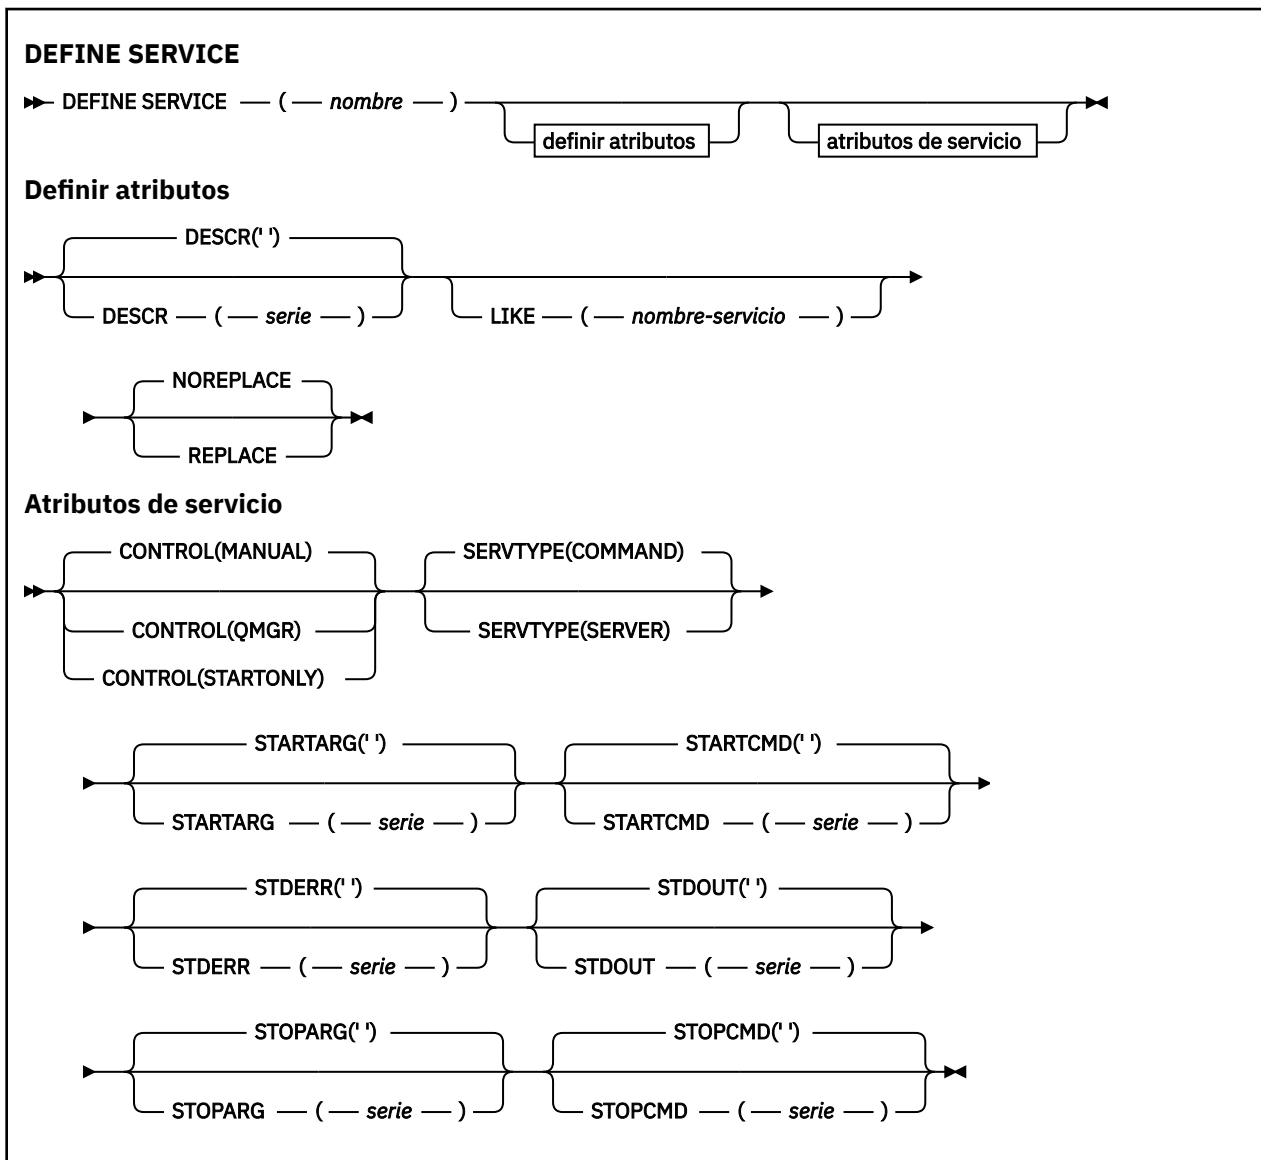 DEFINE SERVICE
DEFINE SERVICE ( nombre )
definir atributos
atributos de servicio
Definir atributos
DESCR(' ')
DESCR ( serie )
LIKE ( nombre-servicio )
NOREPLACE
REPLACE
Atributos de servicio
CONTROL(MANUAL)
SERVTYPE(COMMAND)
CONTROL(QMGR)
SERVTYPE(SERVER)
CONTROL(STARTONLY)
STARTARG(' ')
STARTCMD(' ')
STARTARG ( serie )
STARTCMD ( serie )
STDERR(' ')
STDOUT(' ')
STDERR ( serie )
STDOUT ( serie )
STOPARG(' ')
STOPCMD(' ')
STOPARG ( serie )
STOPCMD ( serie )